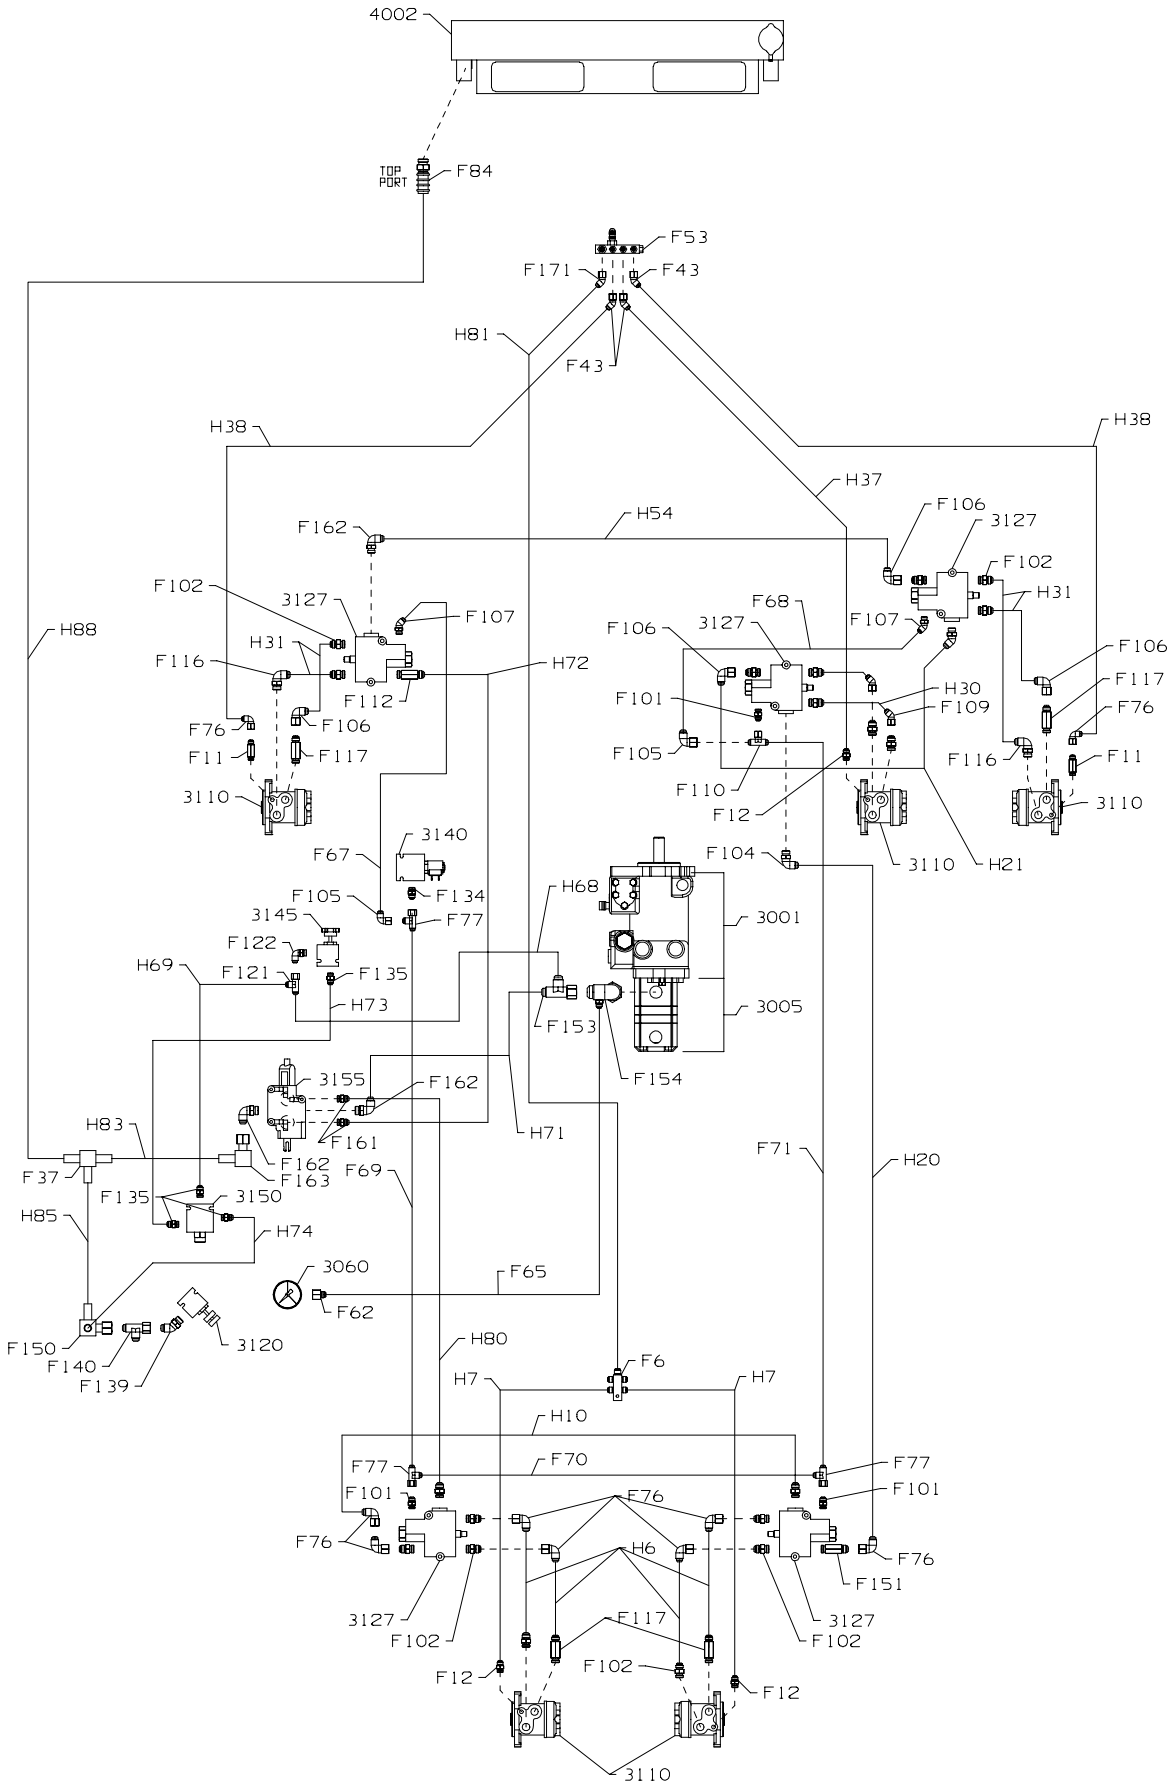 4002
TOP
PORT
F84
F53
F171
F43
H81
F43
H38
H38
H37
F106
H54
F162
3127
F102
F102
3127
F68
F107
H31
H88
F107
3127
H31
F106
F106
F116
H72
F117
H30
F112
F101
F109
F76
F76
F106
F11
F117
F105
F116
F11
F110
3110
F12
3110
3140
F104
3110
H21
F67
H68
F105
F134
3001
3145
F77
F122
H69
F121
F135
H73
F153
3005
3155
F162
F154
H83
F161
H71
F71
F162
F69
H20
F37
F163
F135
3150
H85
H74
3060
F65
F62
F150
3120
H80
F140
F6
F139
H7
H7
H10
F77
F70
F77
F101
F76
F101
F76
H6
F76
F151
3127
F117
3127
F102
F102
F12
F102
F12
3110